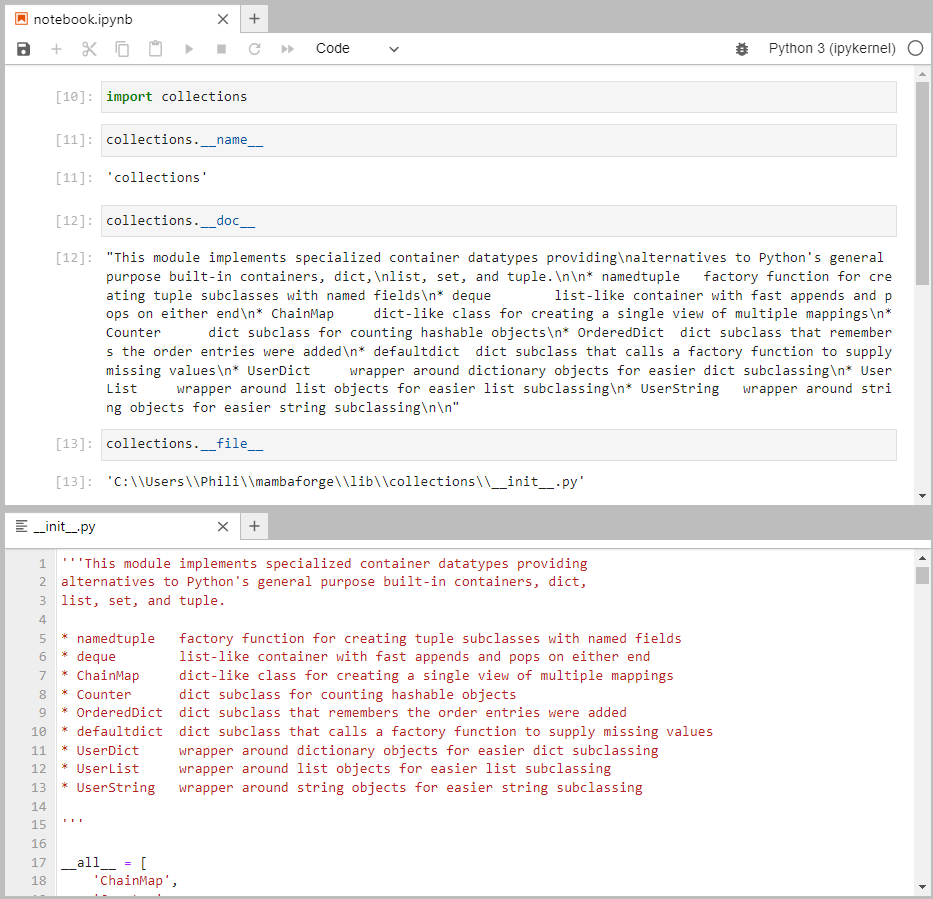 notebook.ipynb
Code
Python 3 (ipykernel)
[10]: import collections
[11]: collections.__name__
[11]: 'collections'
[12]: collections.__doc__
[12]: "This module implements specialized container datatypes providing\nalternatives to Python's general
purpose built-in containers, dict,\nlist, set, and tuple.\n\n* namedtuple   factory function for cre
ating tuple subclasses with named fields\n* deque        list-like container with fast appends and p
ops on either end\n* ChainMap     dict-like class for creating a single view of multiple mappings\n*
Counter      dict subclass for counting hashable objects\n* OrderedDict  dict subclass that remember
s the order entries were added\n* defaultdict  dict subclass that calls a factory function to supply
missing values\n* UserDict     wrapper around dictionary objects for easier dict subclassing\n* User
List     wrapper around list objects for easier list subclassing\n* UserString   wrapper around stri
ng objects for easier string subclassing\n\n"
[13]: collections.__file__
[13]: 'C:\\Users\\Phili\\mambaforge\\lib\\collections\\__init__.py'
__init__.py
1 '''This module implements specialized container datatypes providing
2 alternatives to Python's general purpose built-in containers, dict,
3 list, set, and tuple.
4
5 * namedtuple   factory function for creating tuple subclasses with named fields
6 * deque        list-like container with fast appends and pops on either end
7 * ChainMap     dict-like class for creating a single view of multiple mappings
8 * Counter      dict subclass for counting hashable objects
9 * OrderedDict  dict subclass that remembers the order entries were added
10 * defaultdict  dict subclass that calls a factory function to supply missing values
11 * UserDict     wrapper around dictionary objects for easier dict subclassing
12 * UserList     wrapper around list objects for easier list subclassing
13 * UserString   wrapper around string objects for easier string subclassing
14
15 '''
16
17 __all__ = [
18     'ChainMap',